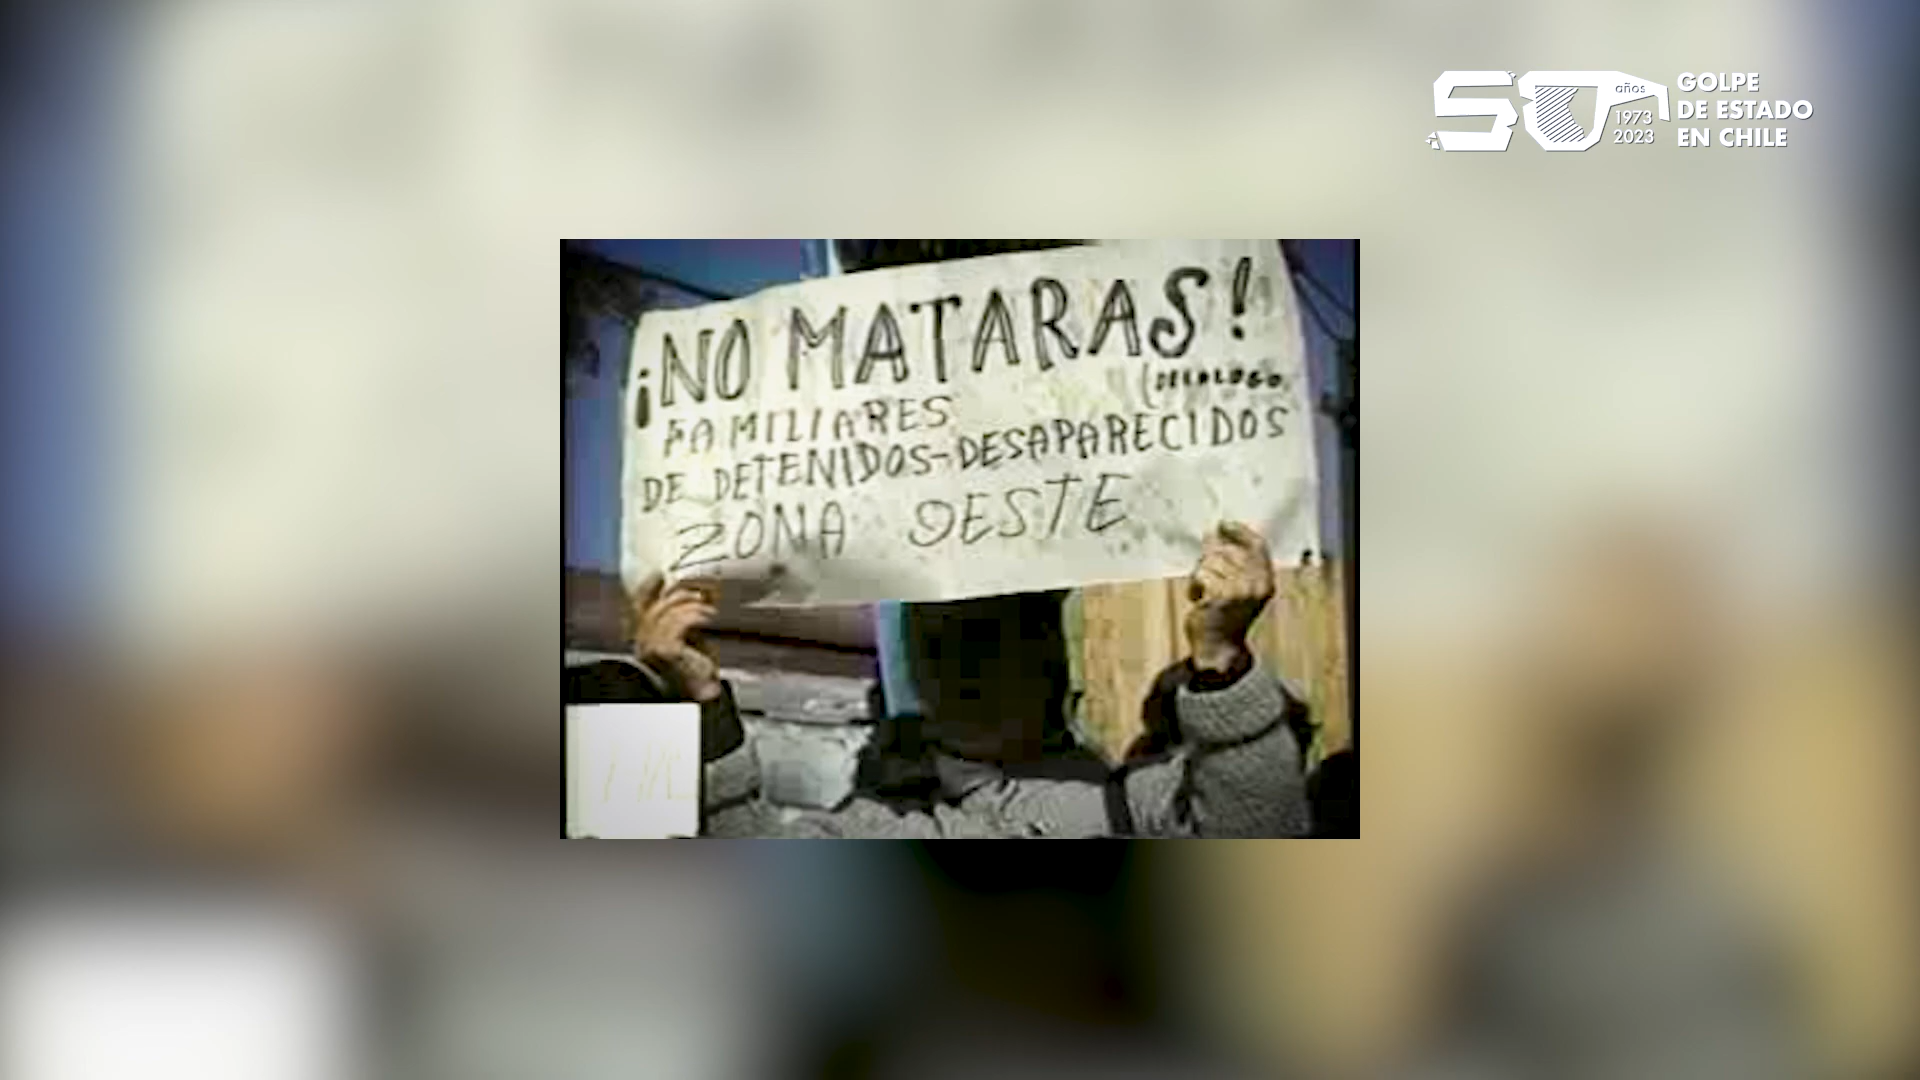 50 años
1973
2023
GOLPE
DE ESTADO
EN CHILE
¡NO MATARAS!
(DECALOGO)
FAMILIARES
DE DETENIDOS-DESAPARECIDOS
ZONA OESTE